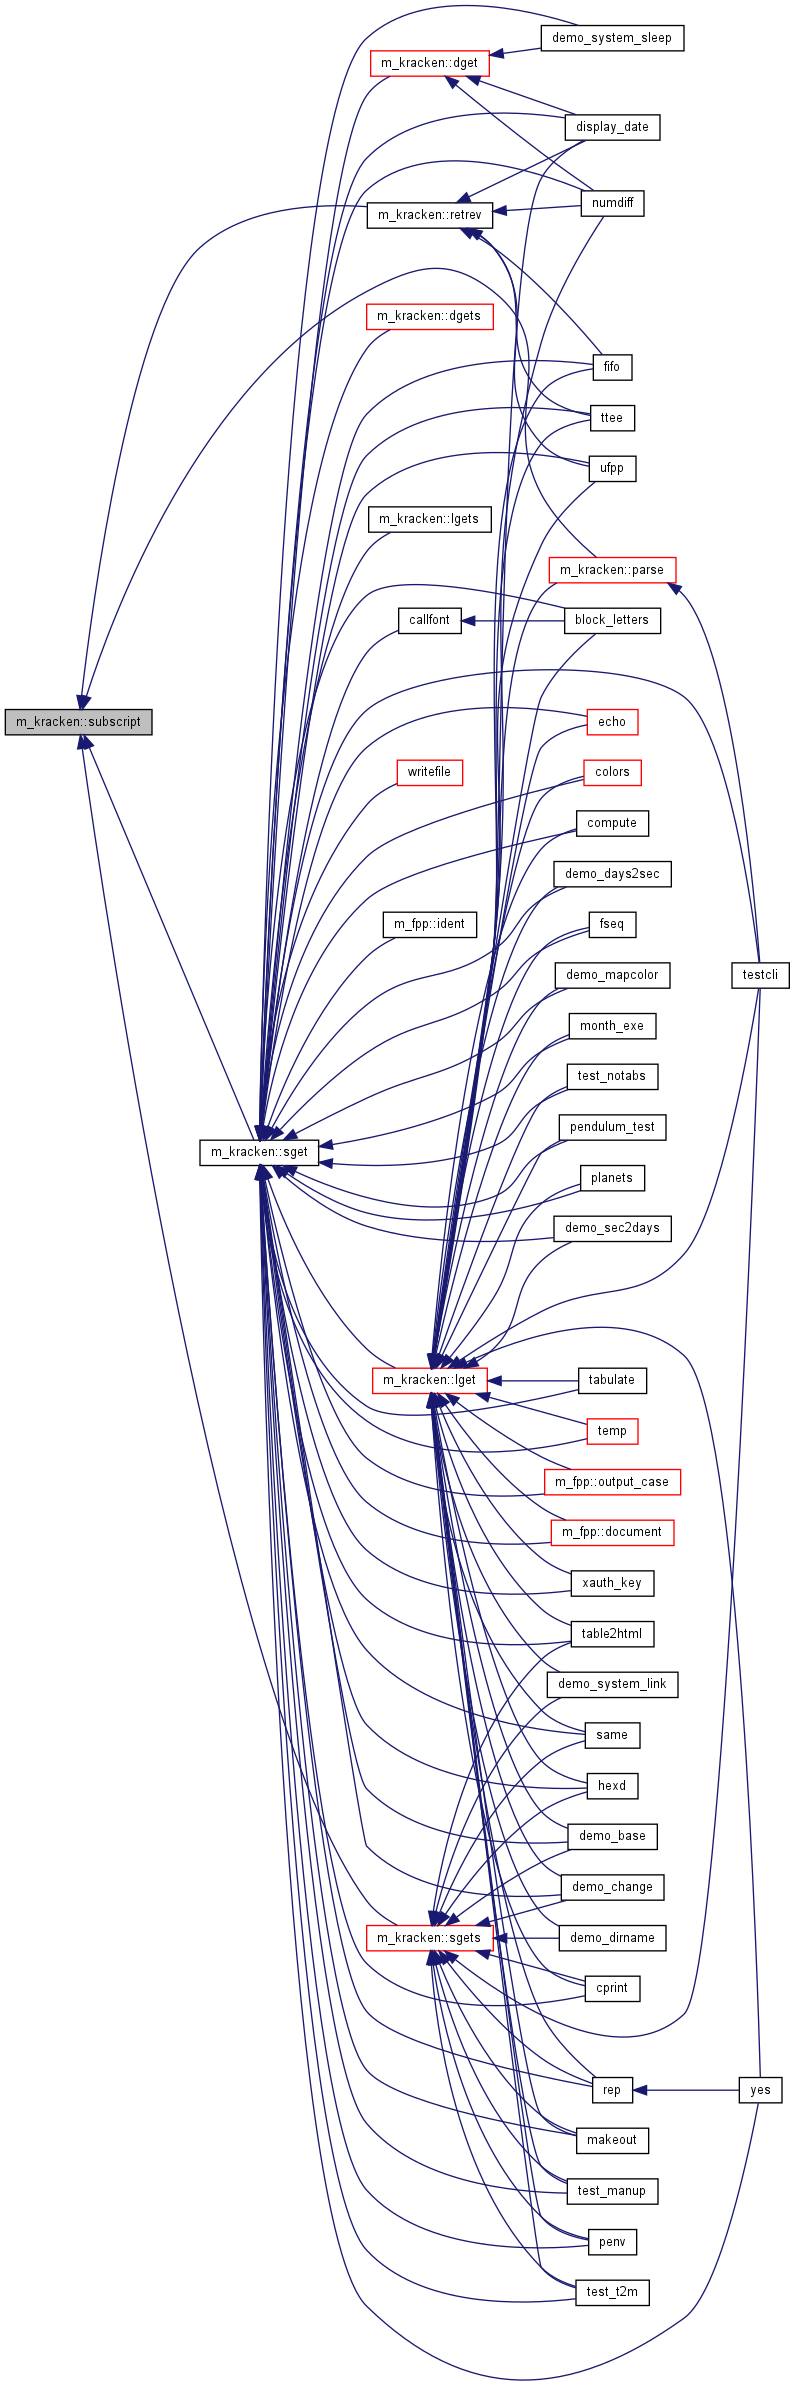 demo_system_sleep
m_kracken::dget
display_date
numdiff
m_kracken::retrev
m_kracken::dgets
fifo
ttee
ufpp
m_kracken::lgets
m_kracken::parse
callfont
block_letters
m_kracken::subscript
echo
writefile
colors
compute
demo_days2sec
m_fpp::ident
fseq
demo_mapcolor
testcli
month_exe
test_notabs
pendulum_test
m_kracken::sget
planets
demo_sec2days
m_kracken::lget
tabulate
temp
m_fpp::output_case
m_fpp::document
xauth_key
table2html
demo_system_link
same
hexd
demo_base
demo_change
m_kracken::sgets
demo_dirname
cprint
rep
yes
makeout
test_manup
penv
test_t2m